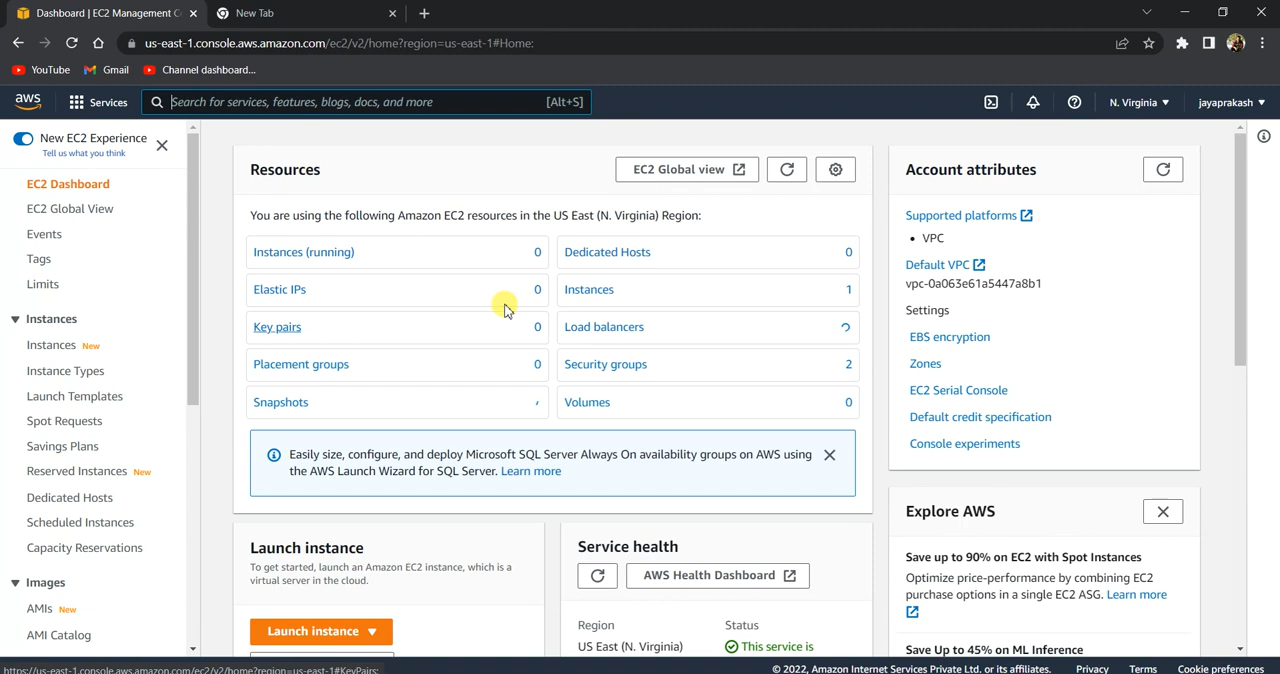 Dashboard | EC2 Management C
New Tab
us-east-1.console.aws.amazon.com/ec2/v2/home?region=us-east-1#Home:
YouTube
Gmail
Channel dashboard...
aws
Services
Search for services, features, blogs, docs, and more
[Alt+S]
N. Virginia
jayaprakash
New EC2 Experience
Tell us what you think
EC2 Dashboard
EC2 Global View
Events
Tags
Limits
Instances
Instances New
Instance Types
Launch Templates
Spot Requests
Savings Plans
Reserved Instances New
Dedicated Hosts
Scheduled Instances
Capacity Reservations
Images
AMIs New
AMI Catalog
Resources
EC2 Global view
You are using the following Amazon EC2 resources in the US East (N. Virginia) Region:
Instances (running) 0
Dedicated Hosts 0
Elastic IPs 0
Instances 1
Key pairs 0
Load balancers
Placement groups 0
Security groups 2
Snapshots
Volumes 0
Easily size, configure, and deploy Microsoft SQL Server Always On availability groups on AWS using
the AWS Launch Wizard for SQL Server. Learn more
Launch instance
To get started, launch an Amazon EC2 instance, which is a
virtual server in the cloud.
Launch instance
Service health
AWS Health Dashboard
Region
Status
US East (N. Virginia)
This service is
Account attributes
Supported platforms
• VPC
Default VPC
vpc-0a063e61a5447a8b1
Settings
EBS encryption
Zones
EC2 Serial Console
Default credit specification
Console experiments
Explore AWS
Save up to 90% on EC2 with Spot Instances
Optimize price-performance by combining EC2
purchase options in a single EC2 ASG. Learn more
Save Up to 45% on ML Inference
https://us-east-1.console.aws.amazon.com/ec2/v2/home?region=us-east-1#KeyPairs:
© 2022, Amazon Internet Services Private Ltd. or its affiliates.
Privacy
Terms
Cookie preferences